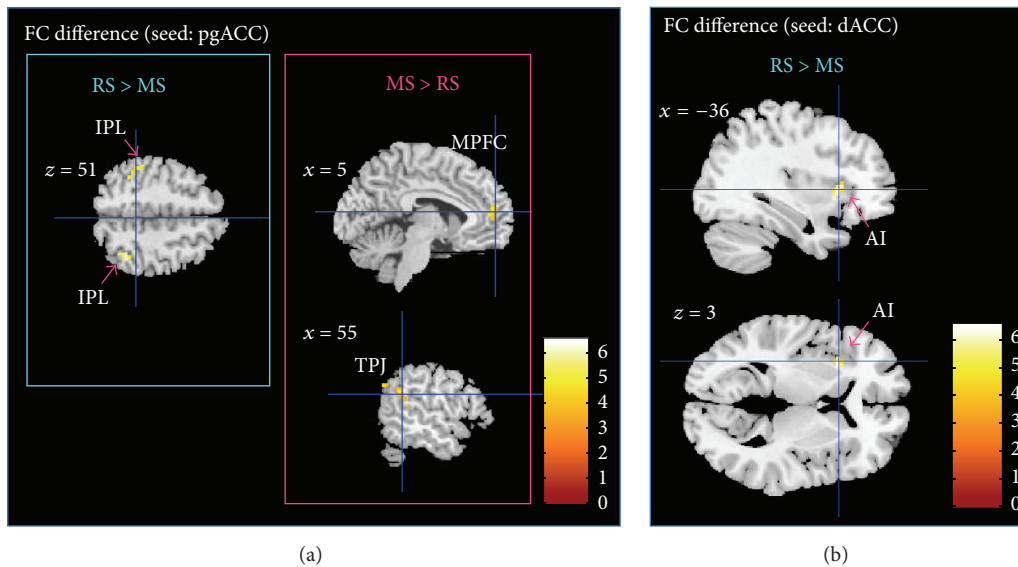 FC difference (seed: pgACC)
RS > MS
IPL
z = 51
IPL
MS > RS
MPFC
x = 5
x = 55
TPJ
6
5
4
3
2
1
0
(a)
FC difference (seed: dACC)
RS > MS
x = −36
AI
z = 3
AI
6
5
4
3
2
1
0
(b)